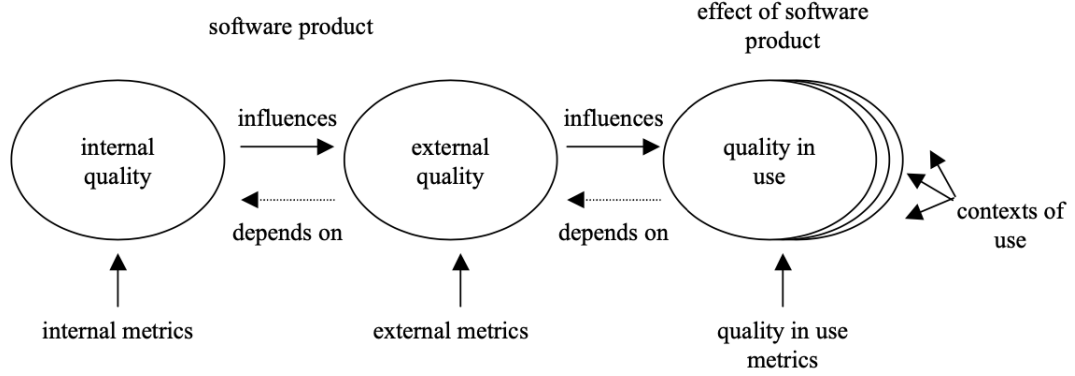 software product
effect of software
product
internal
quality
influences
depends on
external
quality
influences
depends on
quality in
use
contexts of
use
internal metrics
external metrics
quality in use
metrics